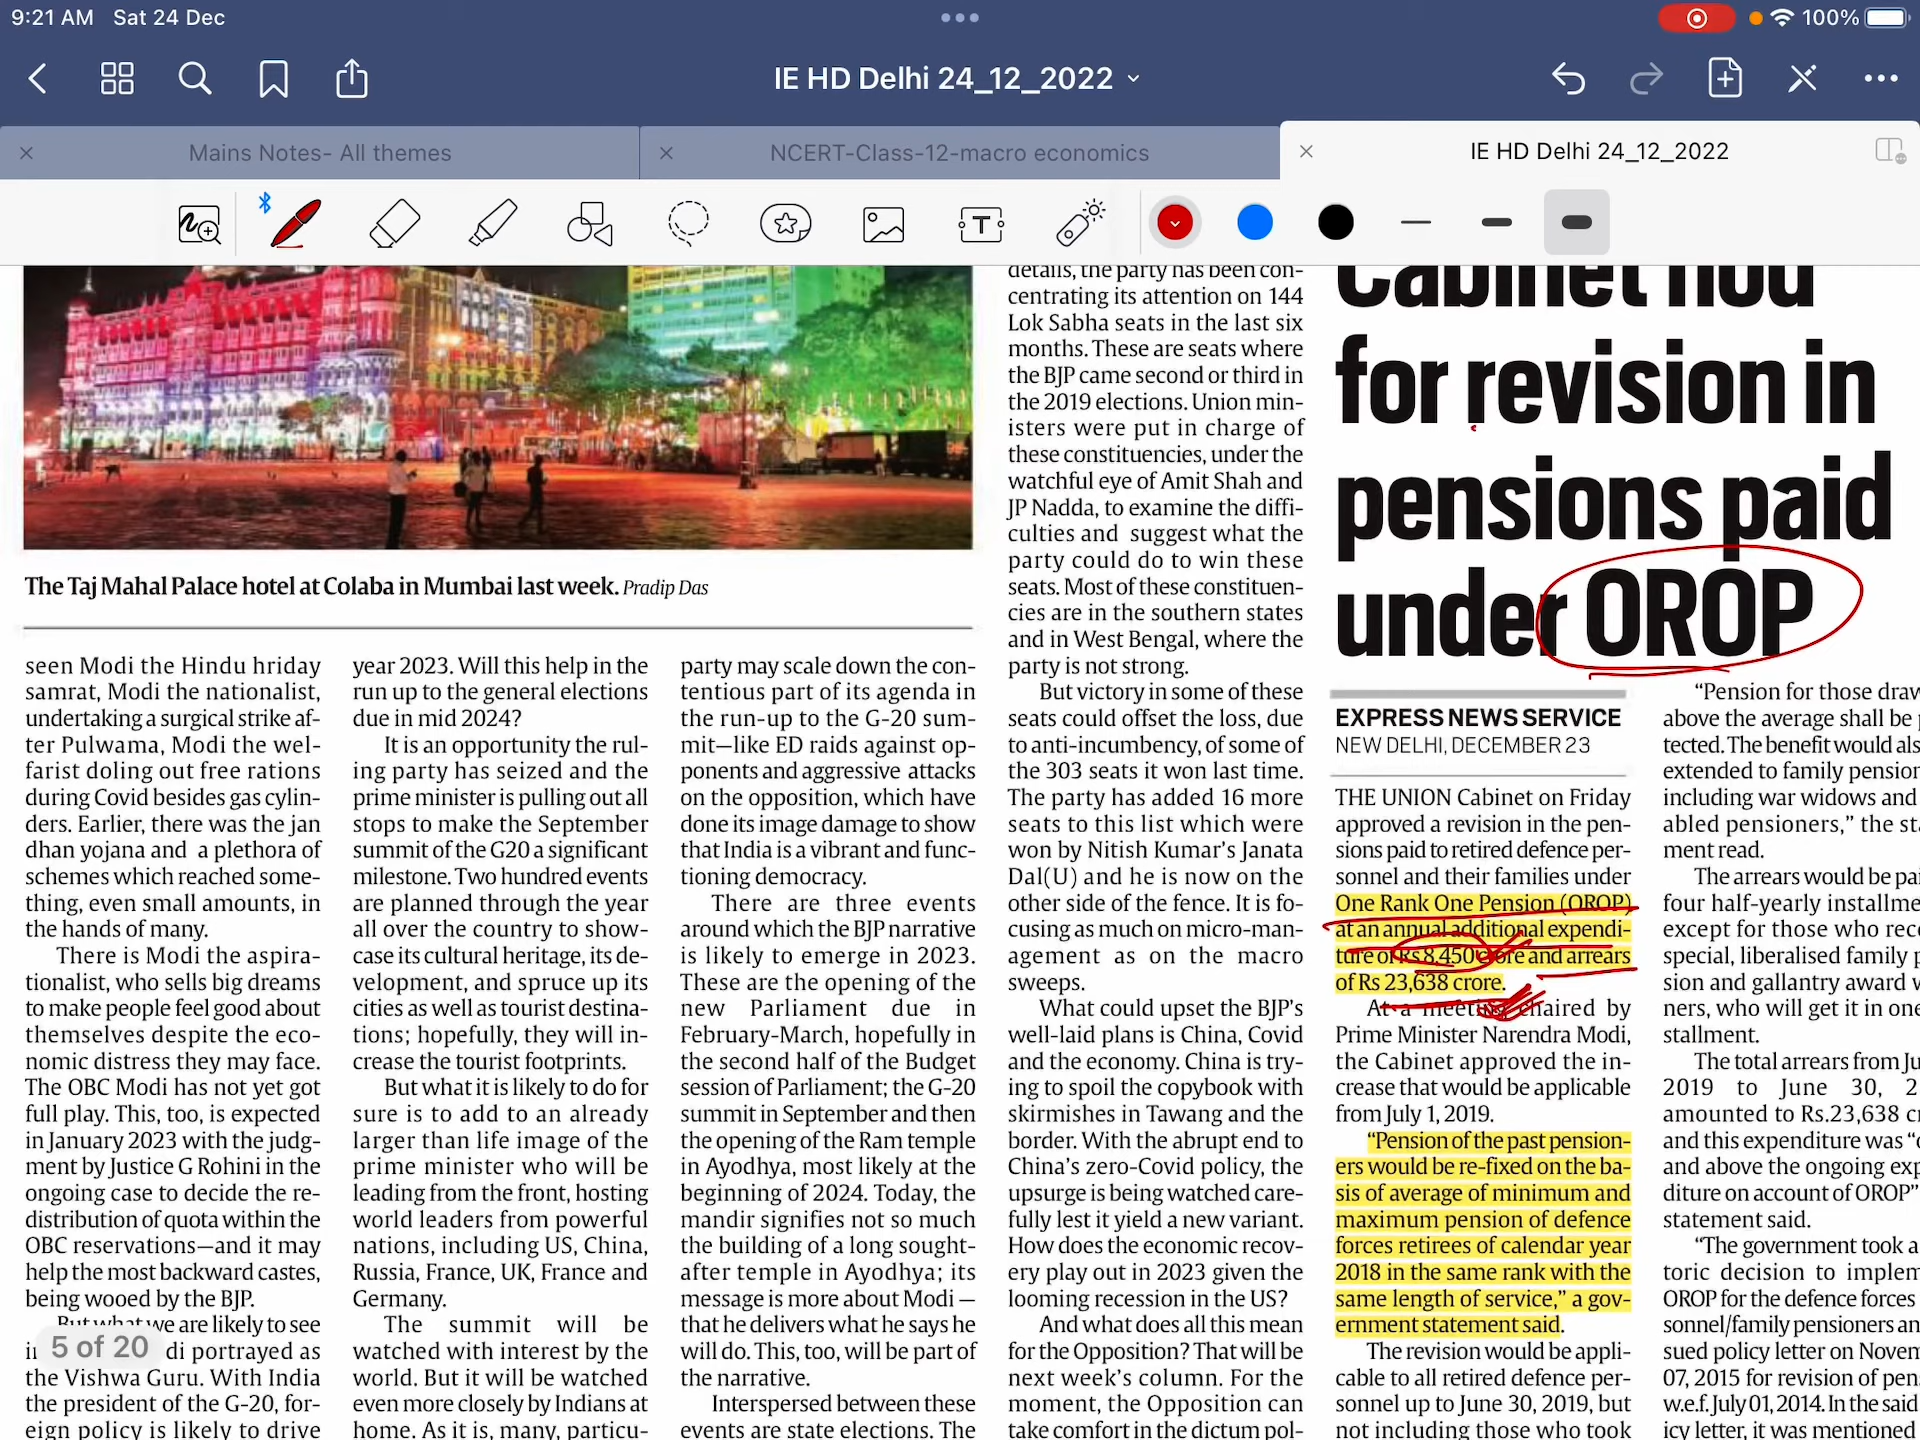 9:21 AM Sat 24 Dec
100%
IE HD Delhi 24_12_2022
Mains Notes- All themes
NCERT-Class-12-macro economics
IE HD Delhi 24_12_2022
T
The Taj Mahal Palace hotel at Colaba in Mumbai last week. Pradip Das
seen Modi the Hindu hriday
samrat, Modi the nationalist,
undertaking a surgical strike af-
ter Pulwama, Modi the wel-
farist doling out free rations
during Covid besides gas cylin-
ders. Earlier, there was the jan
dhan yojana and a plethora of
schemes which reached some-
thing, even small amounts, in
the hands of many.
There is Modi the aspira-
tionalist, who sells big dreams
to make people feel good about
themselves despite the eco-
nomic distress they may face.
The OBC Modi has not yet got
full play. This, too, is expected
in January 2023 with the judg-
ment by Justice G Rohini in the
ongoing case to decide the re-
distribution of quota within the
OBC reservations—and it may
help the most backward castes,
being wooed by the BJP.
But what we are likely to see
di portrayed as
the Vishwa Guru. With India
the president of the G-20, for-
eign policy is likely to drive
5 of 20
year 2023. Will this help in the
run up to the general elections
due in mid 2024?
It is an opportunity the rul-
ing party has seized and the
prime minister is pulling out all
stops to make the September
summit of the G20 a significant
milestone. Two hundred events
are planned through the year
all over the country to show-
case its cultural heritage, its de-
velopment, and spruce up its
cities as well as tourist destina-
tions; hopefully, they will in-
crease the tourist footprints.
But what it is likely to do for
sure is to add to an already
larger than life image of the
prime minister who will be
leading from the front, hosting
world leaders from powerful
nations, including US, China,
Russia, France, UK, France and
Germany.
The summit will be
watched with interest by the
world. But it will be watched
even more closely by Indians at
home. As it is, many, particu-
party may scale down the con-
tentious part of its agenda in
the run-up to the G-20 sum-
mit—like ED raids against op-
ponents and aggressive attacks
on the opposition, which have
done its image damage to show
that India is a vibrant and func-
tioning democracy.
There are three events
around which the BJP narrative
is likely to emerge in 2023.
These are the opening of the
new Parliament due in
February-March, hopefully in
the second half of the Budget
session of Parliament; the G-20
summit in September and then
the opening of the Ram temple
in Ayodhya, most likely at the
beginning of 2024. Today, the
mandir signifies not so much
the building of a long sought-
after temple in Ayodhya; its
message is more about Modi —
that he delivers what he says he
will do. This, too, will be part of
the narrative.
Interspersed between these
events are state elections. The
details, the party has been con-
centrating its attention on 144
Lok Sabha seats in the last six
months. These are seats where
the BJP came second or third in
the 2019 elections. Union min-
isters were put in charge of
these constituencies, under the
watchful eye of Amit Shah and
JP Nadda, to examine the diffi-
culties and suggest what the
party could do to win these
seats. Most of these constituen-
cies are in the southern states
and in West Bengal, where the
party is not strong.
But victory in some of these
seats could offset the loss, due
to anti-incumbency, of some of
the 303 seats it won last time.
The party has added 16 more
seats to this list which were
won by Nitish Kumar's Janata
Dal(U) and he is now on the
other side of the fence. It is fo-
cusing as much on micro-man-
agement as on the macro
sweeps.
What could upset the BJP's
well-laid plans is China, Covid
and the economy. China is try-
ing to spoil the copybook with
skirmishes in Tawang and the
border. With the abrupt end to
China's zero-Covid policy, the
upsurge is being watched care-
fully lest it yield a new variant.
How does the economic recov-
ery play out in 2023 given the
looming recession in the US?
And what does all this mean
for the Opposition? That will be
next week's column. For the
moment, the Opposition can
take comfort in the dictum pol-
Cabinet nod
for revision in
pensions paid
under OROP
EXPRESS NEWS SERVICE
NEW DELHI, DECEMBER 23
THE UNION Cabinet on Friday
approved a revision in the pen-
sions paid to retired defence per-
sonnel and their families under
One Rank One Pension (OROP)
at an annual additional expendi-
ture of Rs 8,450 crore and arrears
of Rs 23,638 crore.
At a meeting chaired by
Prime Minister Narendra Modi,
the Cabinet approved the in-
crease that would be applicable
from July 1, 2019.
"Pension of the past pension-
ers would be re-fixed on the ba-
sis of average of minimum and
maximum pension of defence
forces retirees of calendar year
2018 in the same rank with the
same length of service," a gov-
ernment statement said.
The revision would be appli-
cable to all retired defence per-
sonnel up to June 30, 2019, but
not including those who took
"Pension for those draw
above the average shall be
tected. The benefit would als
extended to family pension
including war widows and
abled pensioners," the sta
ment read.
The arrears would be pai
four half-yearly installme
except for those who rece
special, liberalised family p
sion and gallantry award w
ners, who will get it in one
stallment.
The total arrears from Ju
2019 to June 30, 2
amounted to Rs.23,638 cr
and this expenditure was "o
and above the ongoing exp
diture on account of OROP"
statement said.
"The government took a
toric decision to implem
OROP for the defence forces
sonnel/family pensioners an
sued policy letter on Novem
07, 2015 for revision of pen
w.e.f. July 01, 2014. In the said
icy letter, it was mentioned